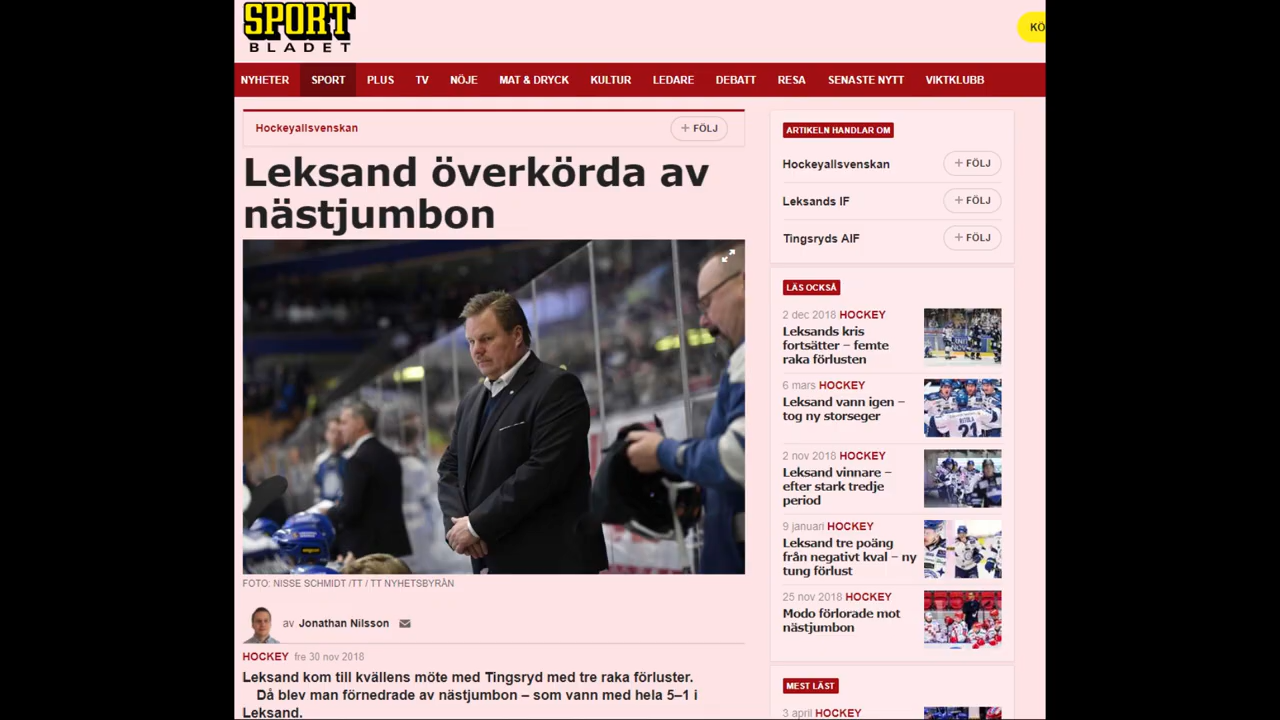 SPORT
BLADET
KÖ
NYHETER SPORT PLUS TV NÖJE MAT & DRYCK KULTUR LEDARE DEBATT RESA SENASTE NYTT VIKTKLUBB
Hockeyallsvenskan
+ FÖLJ
Leksand överkörda av
nästjumbon
FOTO: NISSE SCHMIDT /TT / TT NYHETSBYRÅN
av Jonathan Nilsson
HOCKEY fre 30 nov 2018
Leksand kom till kvällens möte med Tingsryd med tre raka förluster.
Då blev man förnedrade av nästjumbon – som vann med hela 5–1 i
Leksand.
ARTIKELN HANDLAR OM
Hockeyallsvenskan + FÖLJ
Leksands IF + FÖLJ
Tingsryds AIF + FÖLJ
LÄS OCKSÅ
2 dec 2018 HOCKEY
Leksands kris
fortsätter – femte
raka förlusten
6 mars HOCKEY
Leksand vann igen –
tog ny storseger
2 nov 2018 HOCKEY
Leksand vinnare –
efter stark tredje
period
9 januari HOCKEY
Leksand tre poäng
från negativt kval – ny
tung förlust
25 nov 2018 HOCKEY
Modo förlorade mot
nästjumbon
MEST LÄST
3 april HOCKEY